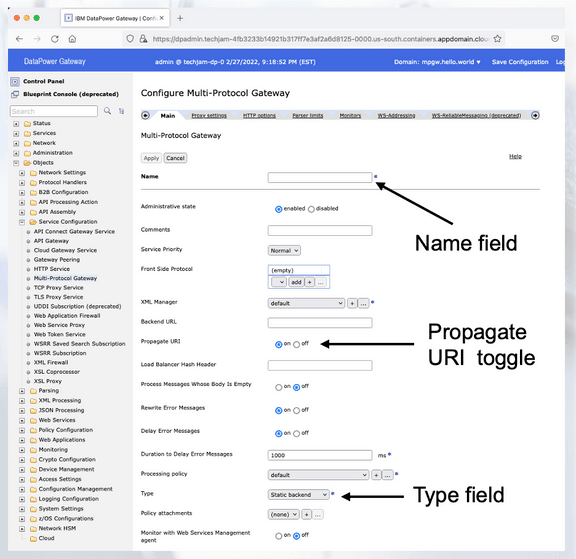 IBM DataPower Gateway | Confi
https://dpadmin.techjam-4fb3233b14921b317ff7e3af2a6d8125-0000.us-south.containers.appdomain.clou
DataPower Gateway
admin @ techjam-dp-0 2/27/2022, 9:18:52 PM (EST)
Domain: mpgw.hello.world
Save Configuration
Control Panel
Blueprint Console (deprecated)
Search
Status
Services
Network
Administration
Objects
Network Settings
Protocol Handlers
B2B Configuration
API Processing Action
API Assembly
Service Configuration
API Connect Gateway Service
API Gateway
Cloud Gateway Service
Gateway Peering
HTTP Service
Multi-Protocol Gateway
TCP Proxy Service
TLS Proxy Service
UDDI Subscription (deprecated)
Web Application Firewall
Web Service Proxy
Web Token Service
WSRR Saved Search Subscription
WSRR Subscription
XML Firewall
XSL Coprocessor
XSL Proxy
Parsing
XML Processing
JSON Processing
Web Services
Policy Configuration
Web Applications
Monitoring
Crypto Configuration
Device Management
Access Settings
Configuration Management
Logging Configuration
System Settings
z/OS Configurations
Network HSM
Cloud
Configure Multi-Protocol Gateway
Main Proxy settings HTTP options Parser limits Monitors WS-Addressing WS-ReliableMessaging (deprecated)
Multi-Protocol Gateway
Apply Cancel Help
Name *
Name field
Administrative state enabled disabled
Comments
Service Priority Normal
Front Side Protocol (empty)
add + ...
XML Manager default + ... *
Backend URL
Propagate URI on off
Propagate
URI toggle
Load Balancer Hash Header
Process Messages Whose Body Is Empty on off
Rewrite Error Messages on off
Delay Error Messages on off
Duration to Delay Error Messages 1000 ms *
Processing policy default + ... *
Type Static backend *
Type field
Policy attachments (none) + ...
Monitor with Web Services Management
agent on off